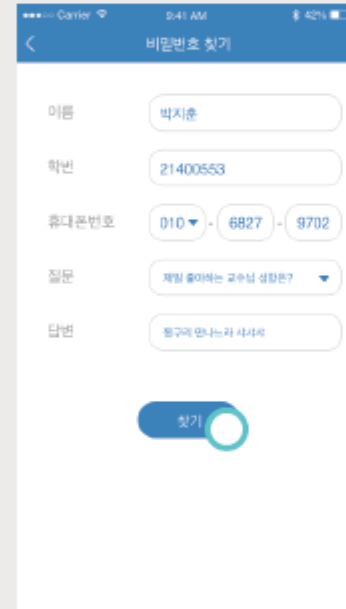 Carrier 9:41 AM 42%
비밀번호 찾기
이름 박지훈
학번 21400553
휴대폰번호 010 - 6827 - 9702
질문 제일 좋아하는 교수님 성함은?
답변
찾기